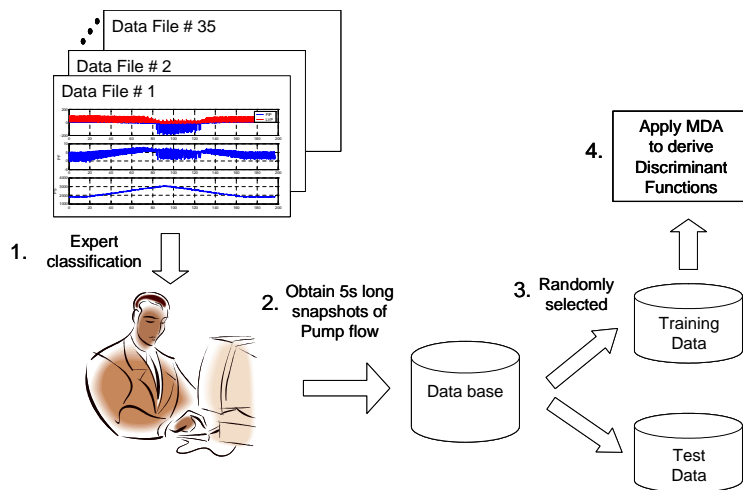 Data File # 35
Data File # 2
Data File # 1
1. Expert
classification
2. Obtain 5s long
snapshots of
Pump flow
Data base
3. Randomly
selected
Training
Data
Test
Data
4. Apply MDA
to derive
Discriminant
Functions